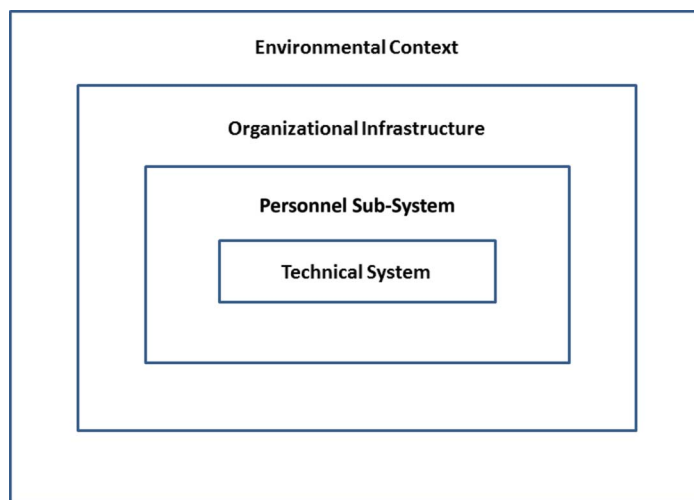 Environmental Context
Organizational Infrastructure
Personnel Sub-System
Technical System